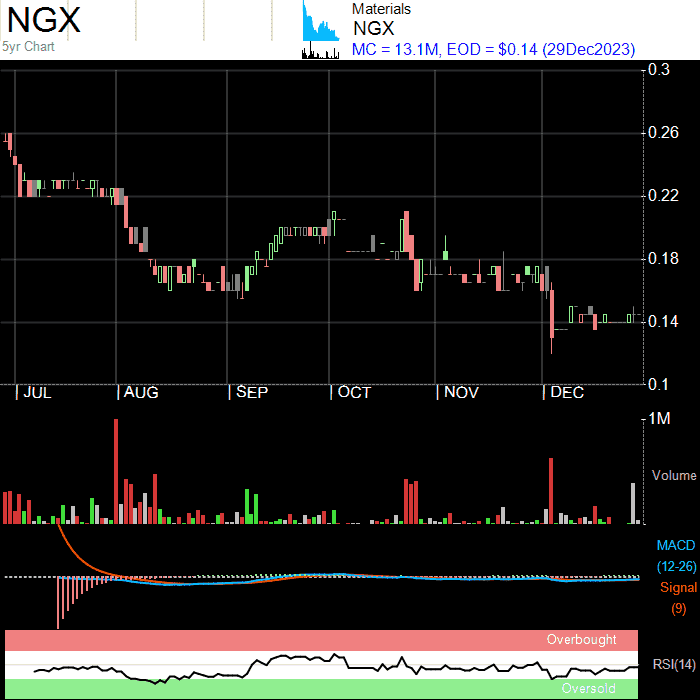 NGX
5yr Chart
Materials
NGX
MC = 13.1M, EOD = $0.14 (29Dec2023)
0.3
0.26
0.22
0.18
0.14
0.1
JUL AUG SEP OCT NOV DEC
1M
Volume
MACD
(12-26)
Signal
(9)
Overbought
RSI(14)
Oversold